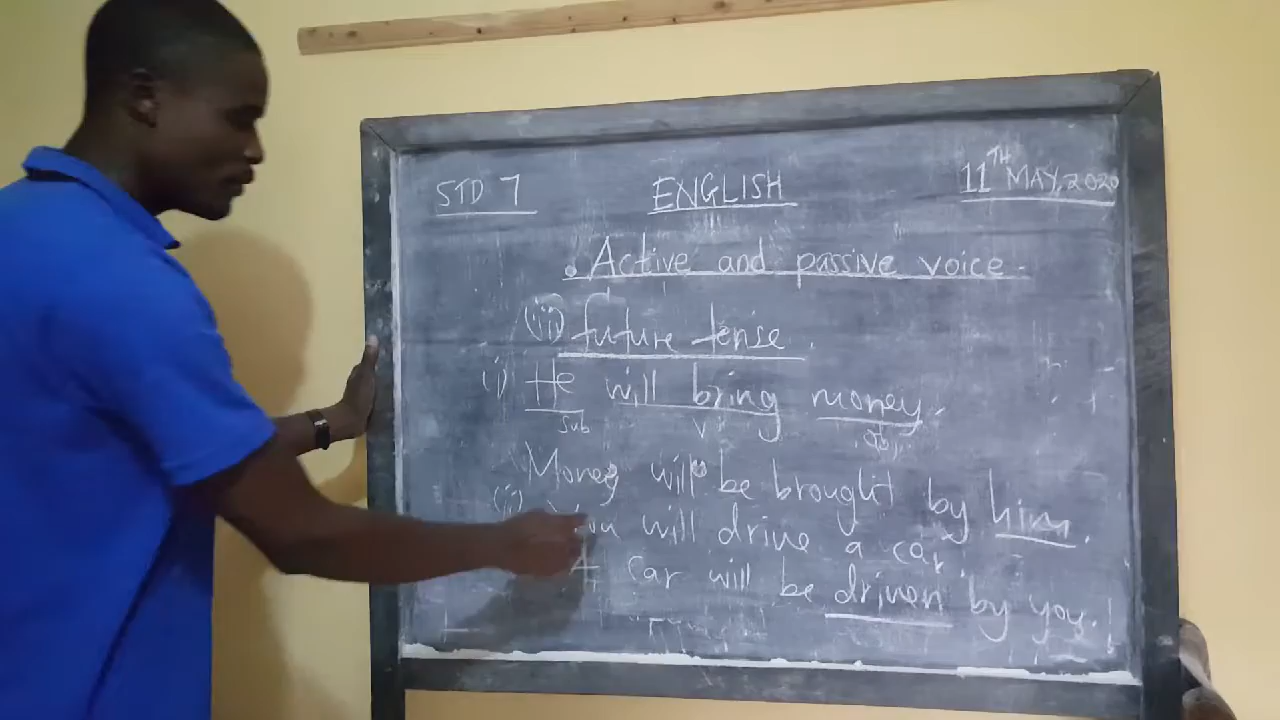 STD 7 ENGLISH 11TH MAY, 2020
. Active and passive voice.
(ii) future tense.
(i) He will bring money.
Sub V obj.
Money will be brought by him.
(ii) You will drive a car.
A car will be driven by you.